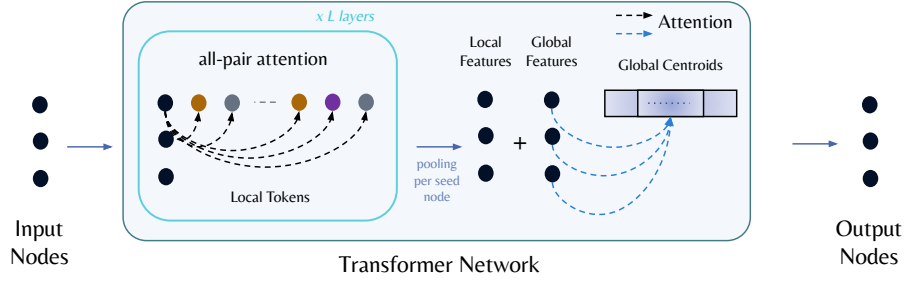 x L layers
all-pair attention
Local Tokens
pooling
per seed
node
Local
Features
+
Global
Features
Attention
Global Centroids
Input
Nodes
Output
Nodes
Transformer Network